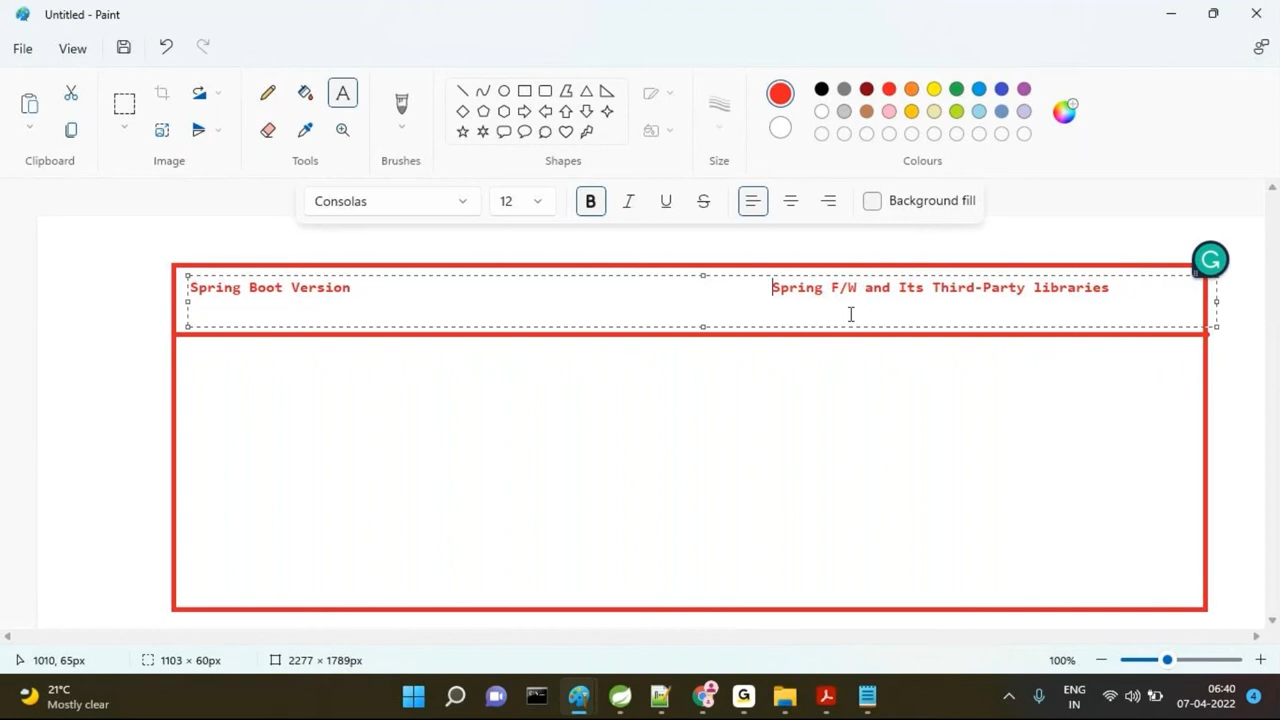 Untitled - Paint
File View
Clipboard Image Tools Brushes Shapes Size Colours
Consolas 12 B I U S Background fill
Spring Boot Version Spring F/W and Its Third-Party libraries
1010, 65px 1103 × 60px 2277 × 1789px 100%
21°C
Mostly clear
ENG
IN
06:40
07-04-2022
4